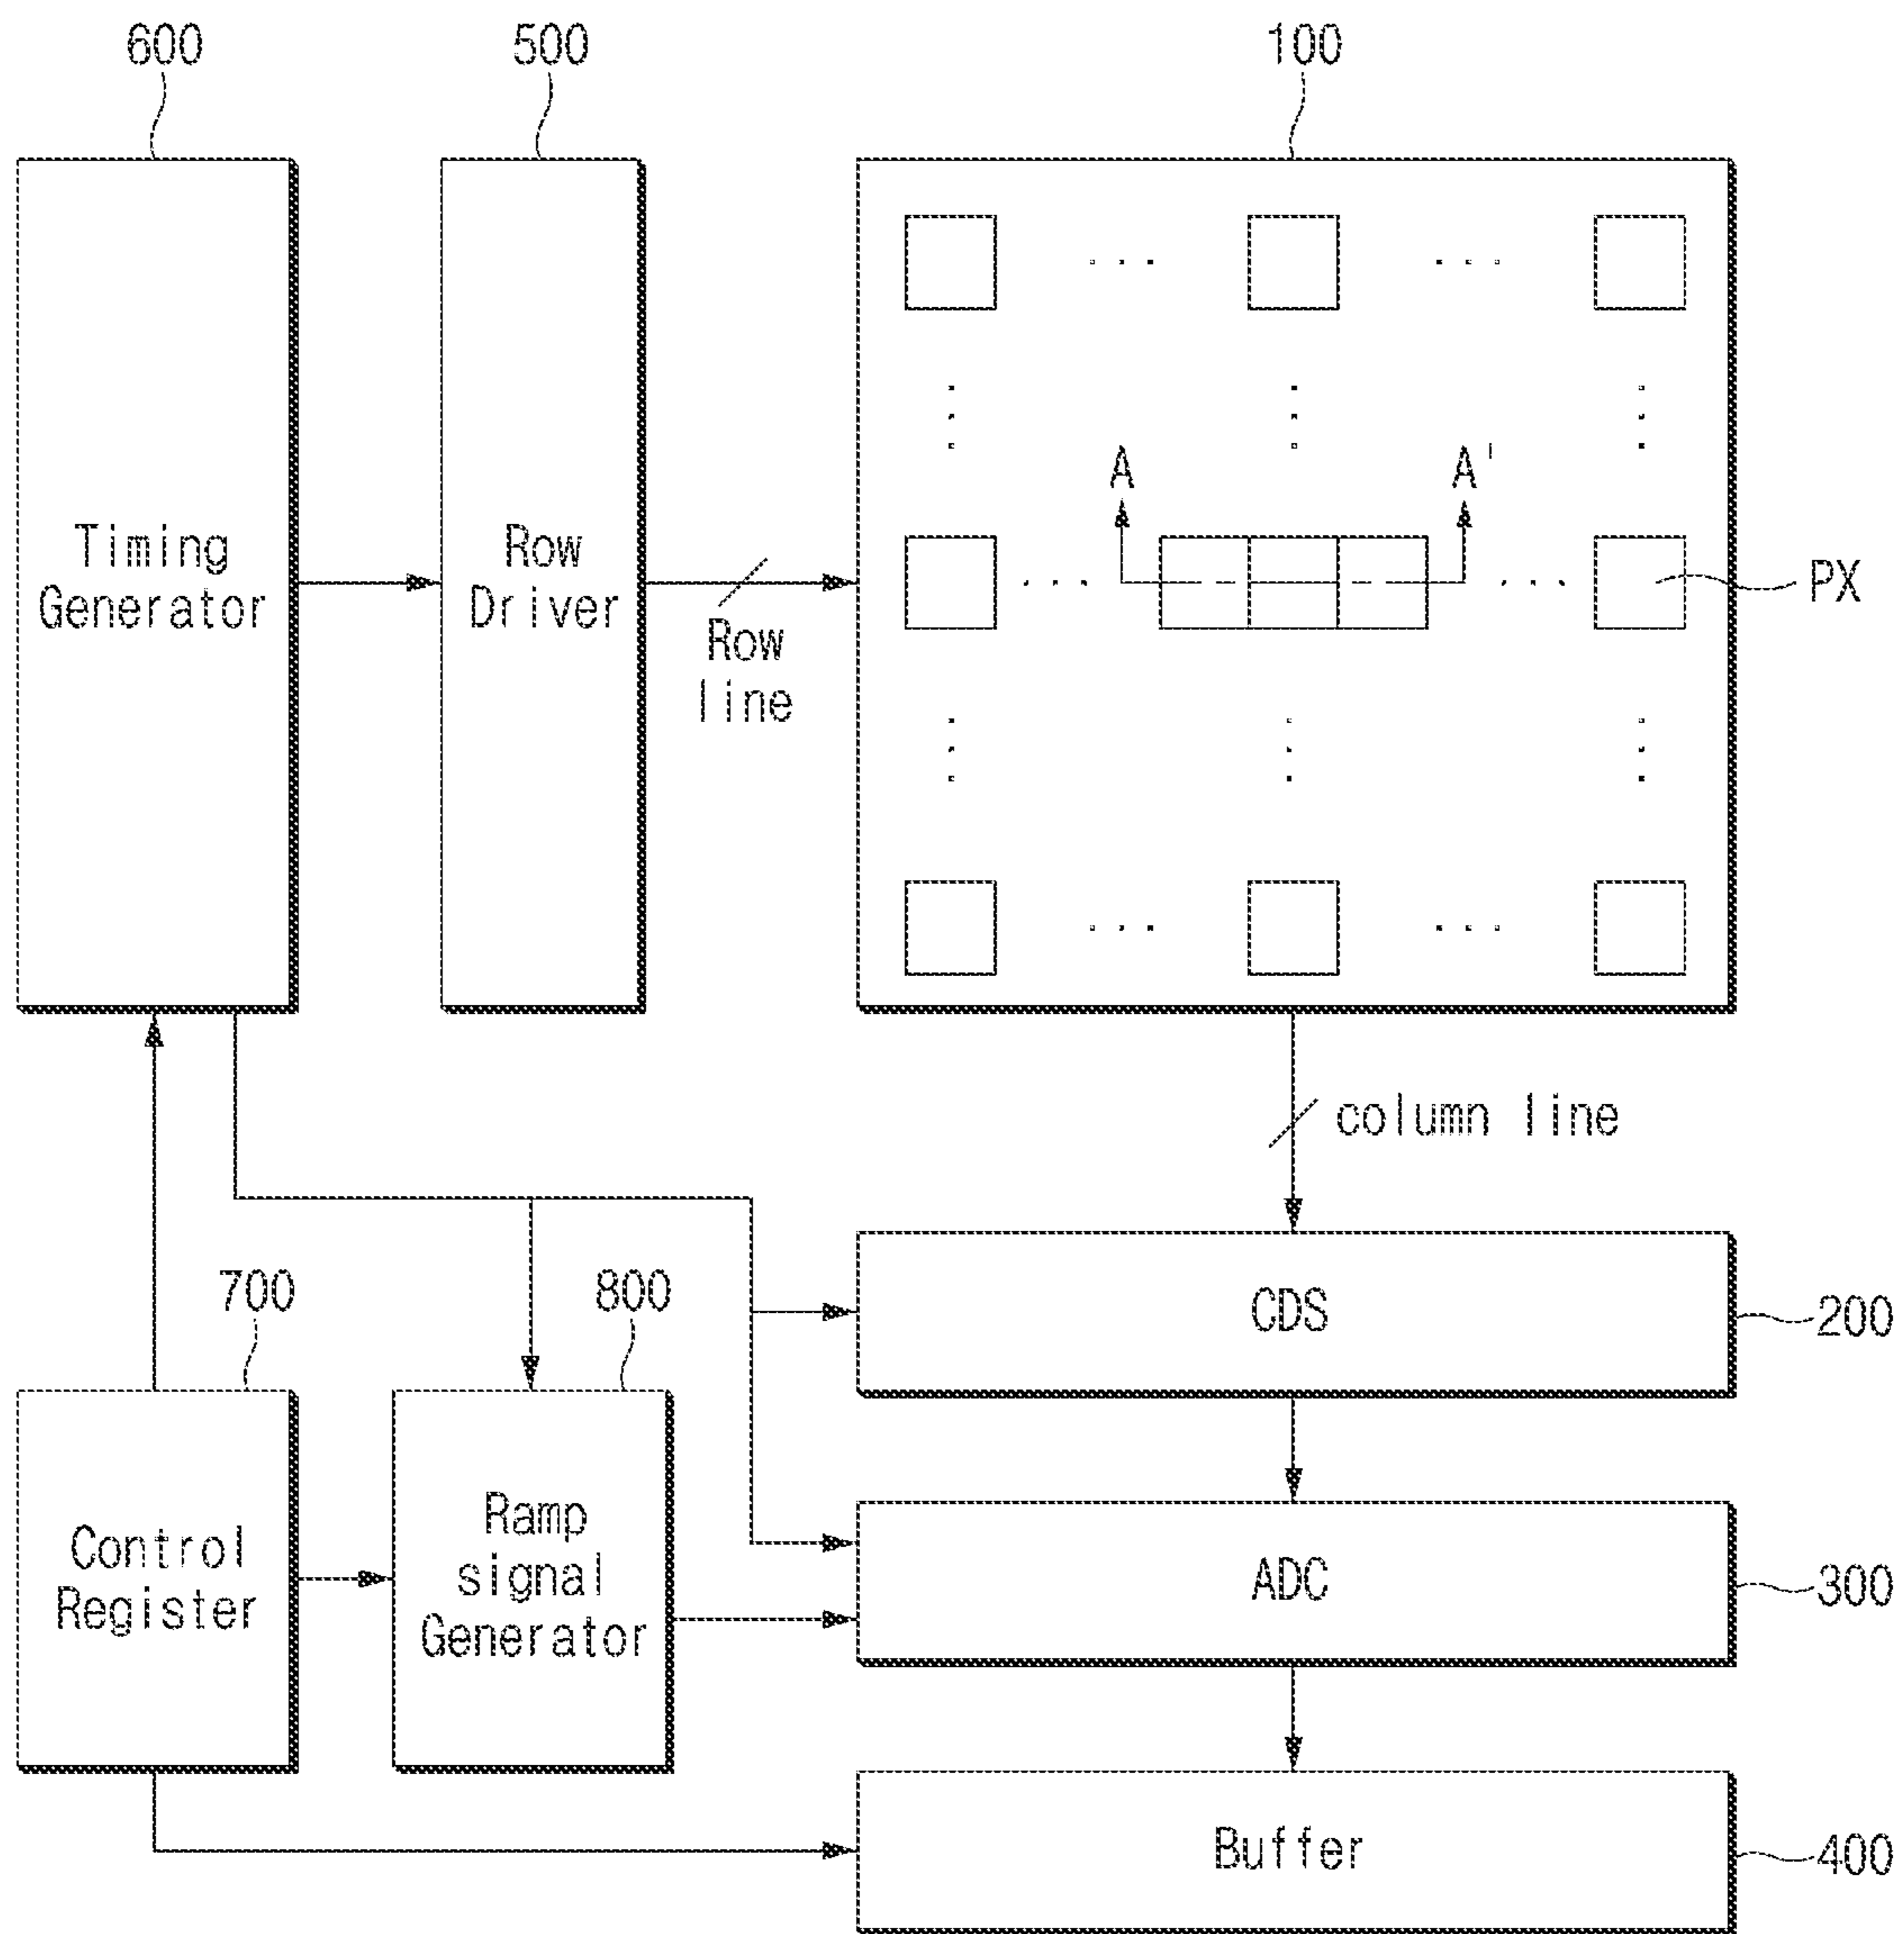 600
500
100
Timing
Generator
Row
Driver
Row
line
A
A'
PX
column line
700
800
CDS
200
Control
Register
Ramp
signal
Generator
ADC
300
Buffer
400